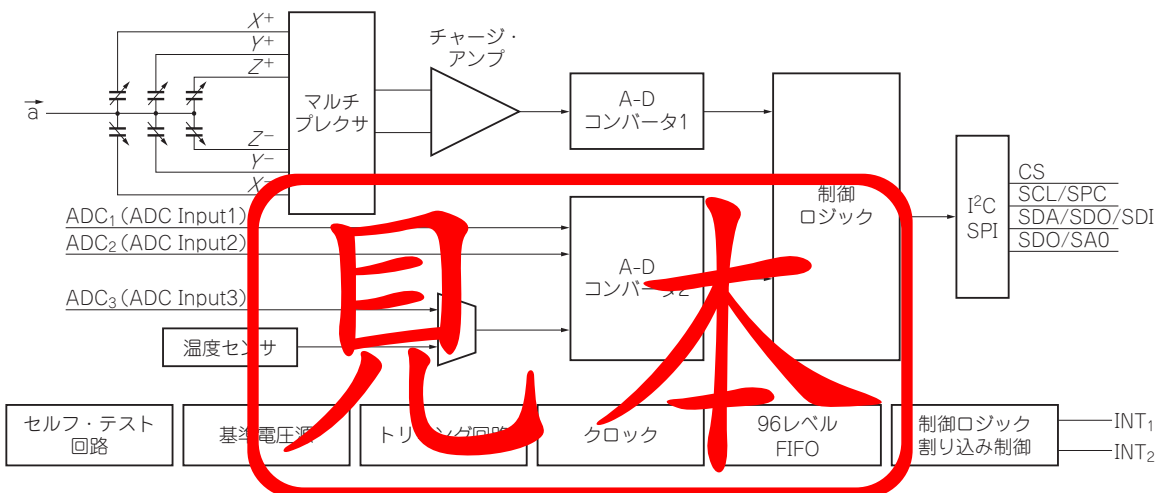 X+
Y+
Z+
Z−
Y−
X−
a
マルチ
プレクサ
チャージ・
アンプ
A-D
コンバータ1
制御
ロジック
I²C
SPI
CS
SCL/SPC
SDA/SDO/SDI
SDO/SA0
ADC₁(ADC Input1)
ADC₂(ADC Input2)
ADC₃(ADC Input3)
温度センサ
A-D
コンバータ2
見本
セルフ・テスト
回路
基準電圧源
トリミング回路
クロック
96レベル
FIFO
制御ロジック
割り込み制御
INT₁
INT₂